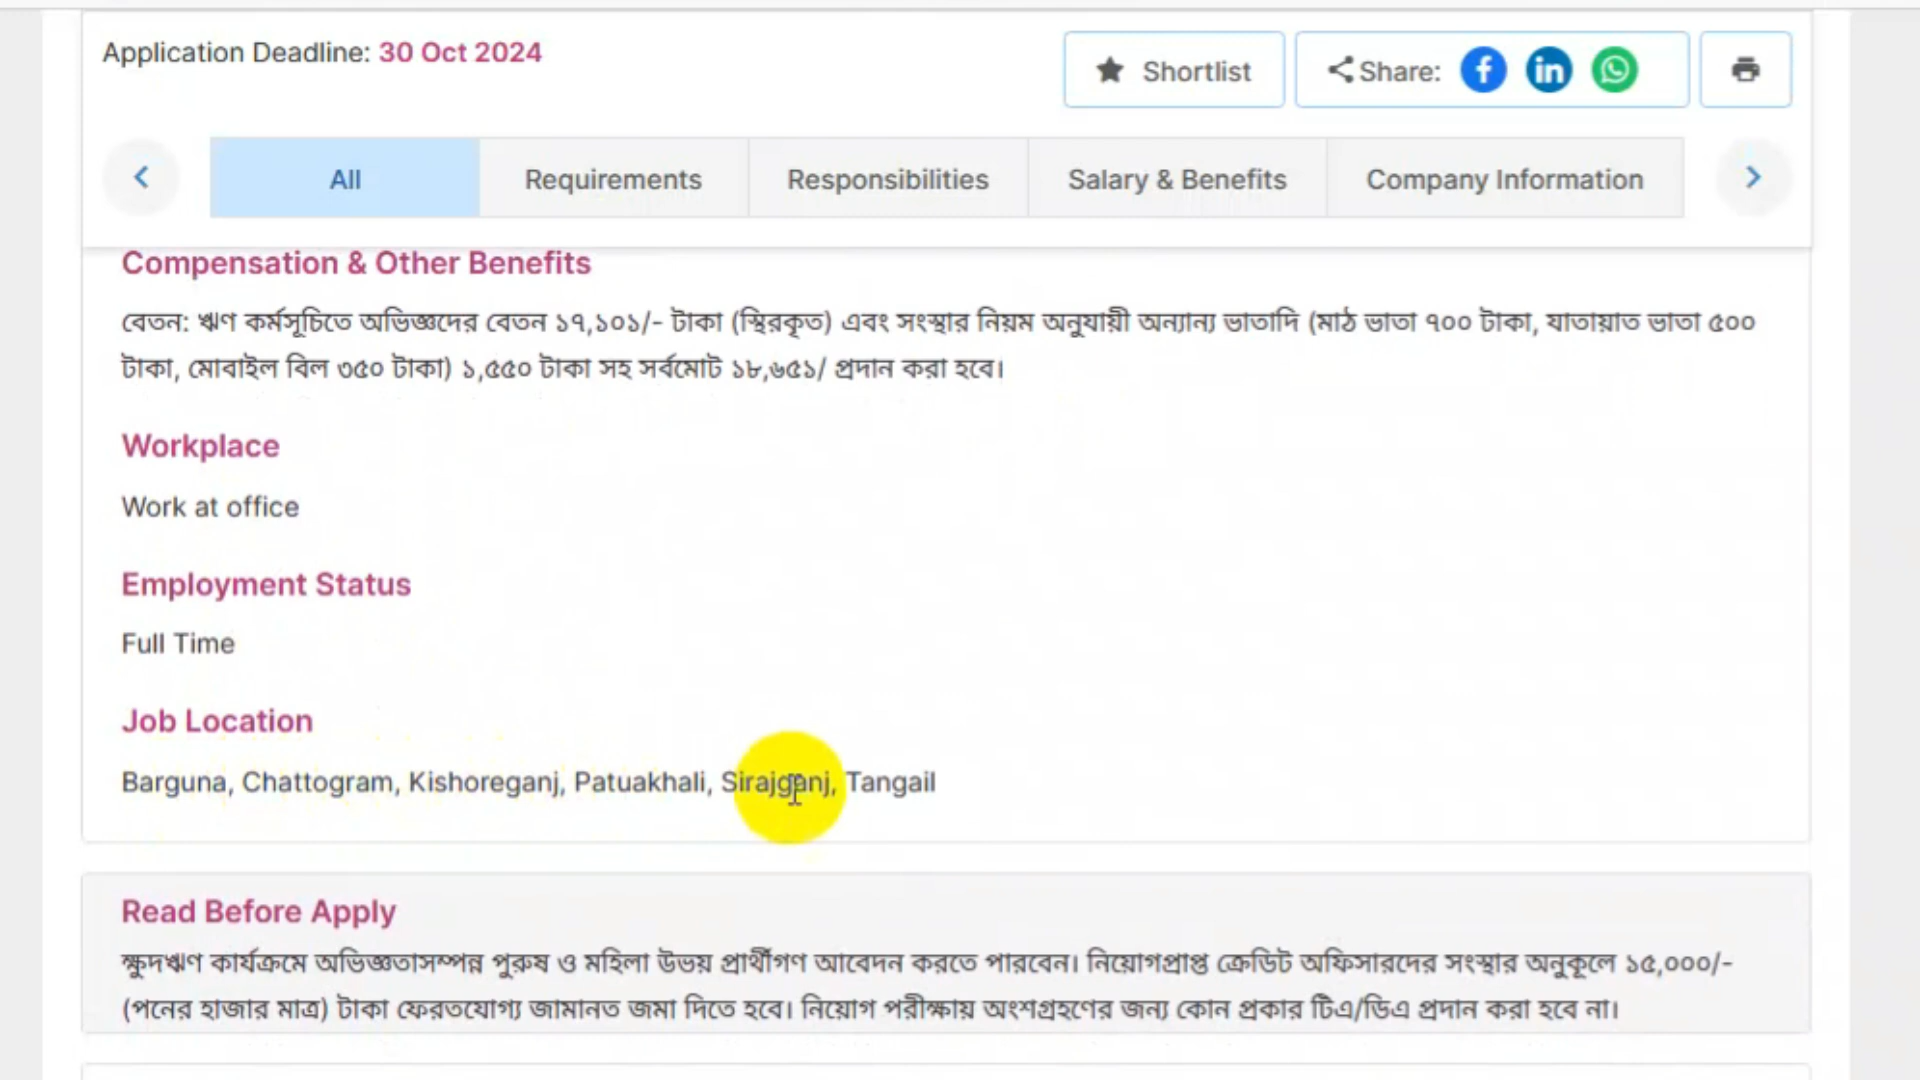 Application Deadline: 30 Oct 2024
Shortlist
Share:
All
Requirements
Responsibilities
Salary & Benefits
Company Information
Compensation & Other Benefits
বেতন: ঋণ কর্মসূচিতে অভিজ্ঞদের বেতন ১৭,১০১/- টাকা (স্থিরকৃত) এবং সংস্থার নিয়ম অনুযায়ী অন্যান্য ভাতাদি (মাঠ ভাতা ৭০০ টাকা, যাতায়াত ভাতা ৫০০
টাকা, মোবাইল বিল ৩৫০ টাকা) ১,৫৫০ টাকা সহ সর্বমোট ১৮,৬৫১/ প্রদান করা হবে।
Workplace
Work at office
Employment Status
Full Time
Job Location
Barguna, Chattogram, Kishoreganj, Patuakhali, Sirajganj, Tangail
Read Before Apply
ক্ষুদঋণ কার্যক্রমে অভিজ্ঞতাসম্পন্ন পুরুষ ও মহিলা উভয় প্রার্থীগণ আবেদন করতে পারবেন। নিয়োগপ্রাপ্ত ক্রেডিট অফিসারদের সংস্থার অনুকূলে ১৫,০০০/-
(পনের হাজার মাত্র) টাকা ফেরতযোগ্য জামানত জমা দিতে হবে। নিয়োগ পরীক্ষায় অংশগ্রহণের জন্য কোন প্রকার টিএ/ডিএ প্রদান করা হবে না।